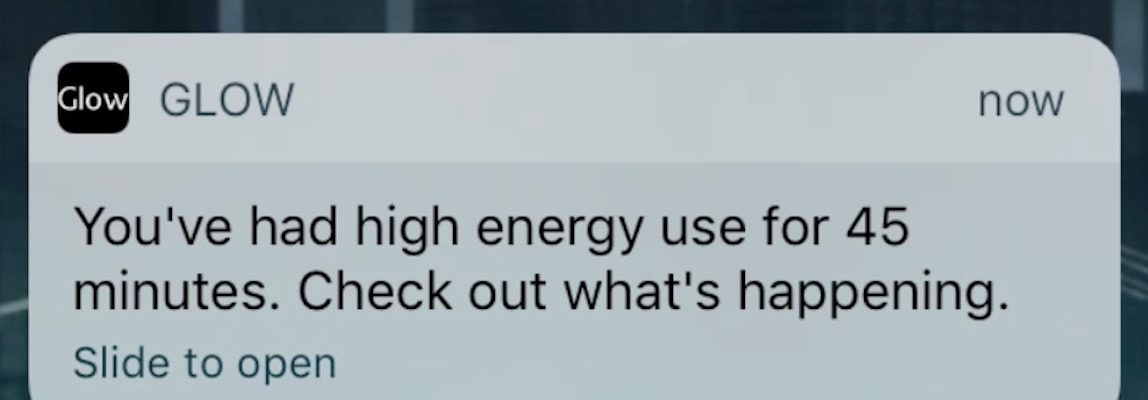 Glow GLOW now
You've had high energy use for 45
minutes. Check out what's happening.
Slide to open